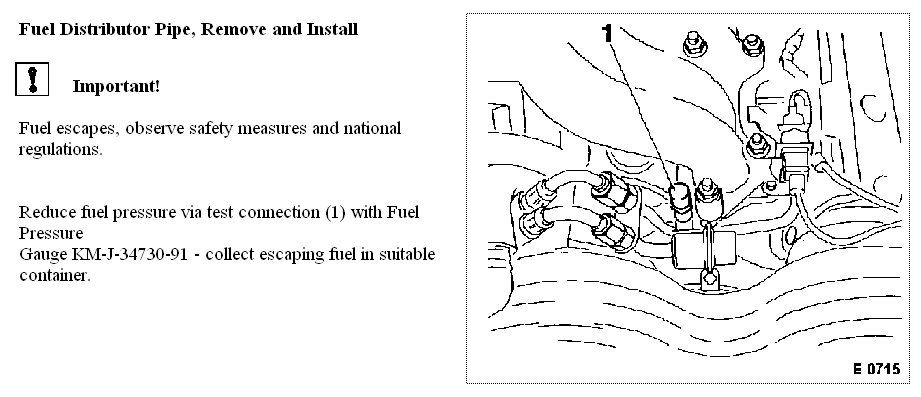 Fuel Distributor Pipe, Remove and Install
Important!
Fuel escapes, observe safety measures and national
regulations.
Reduce fuel pressure via test connection (1) with Fuel
Pressure
Gauge KM-J-34730-91 - collect escaping fuel in suitable
container.
1
E 0715